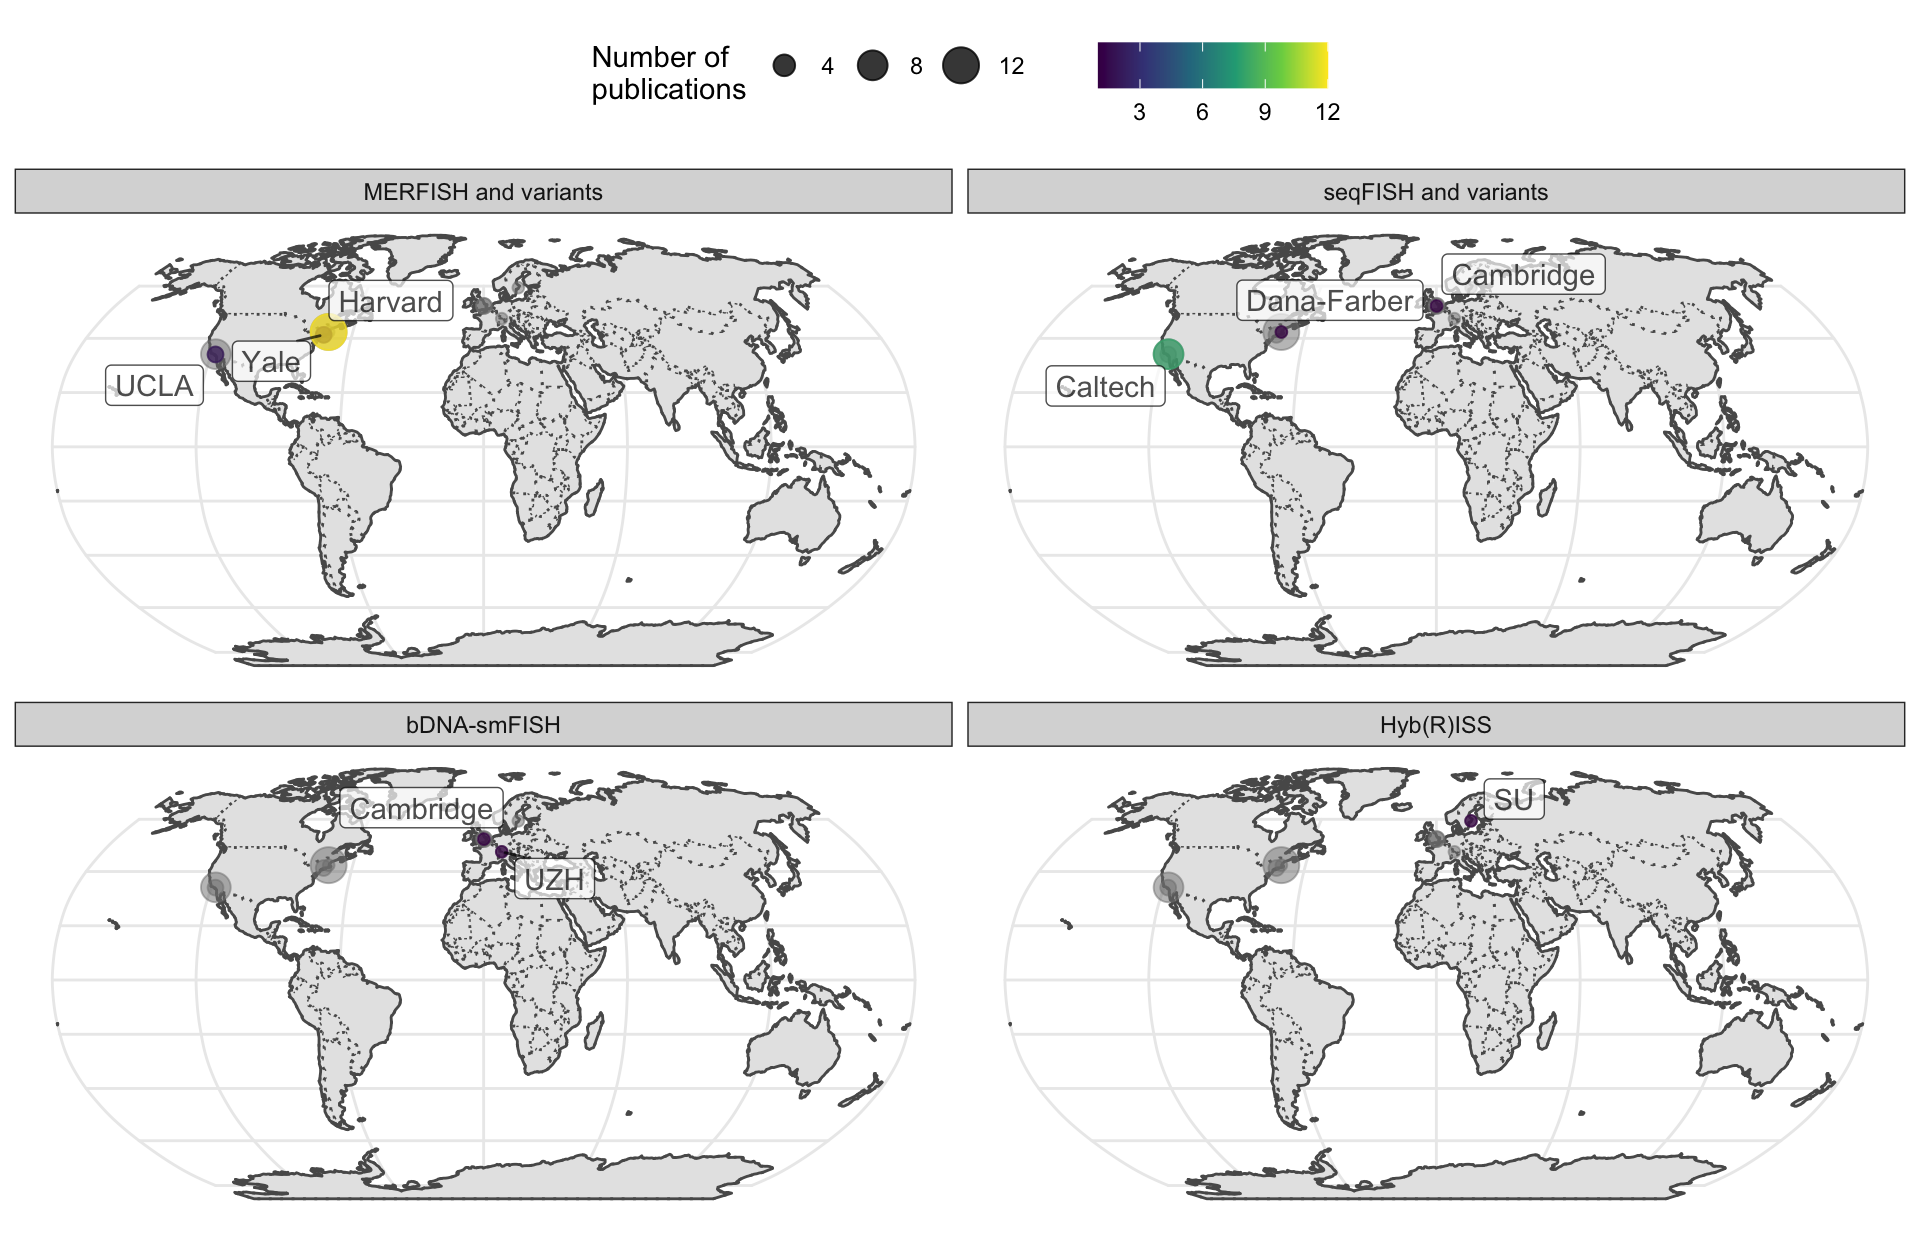 Number of
publications
4
8
12
3
6
9
12
MERFISH and variants
seqFISH and variants
Harvard
Yale
UCLA
Cambridge
Dana-Farber
Caltech
bDNA-smFISH
Hyb(R)ISS
Cambridge
UZH
SU